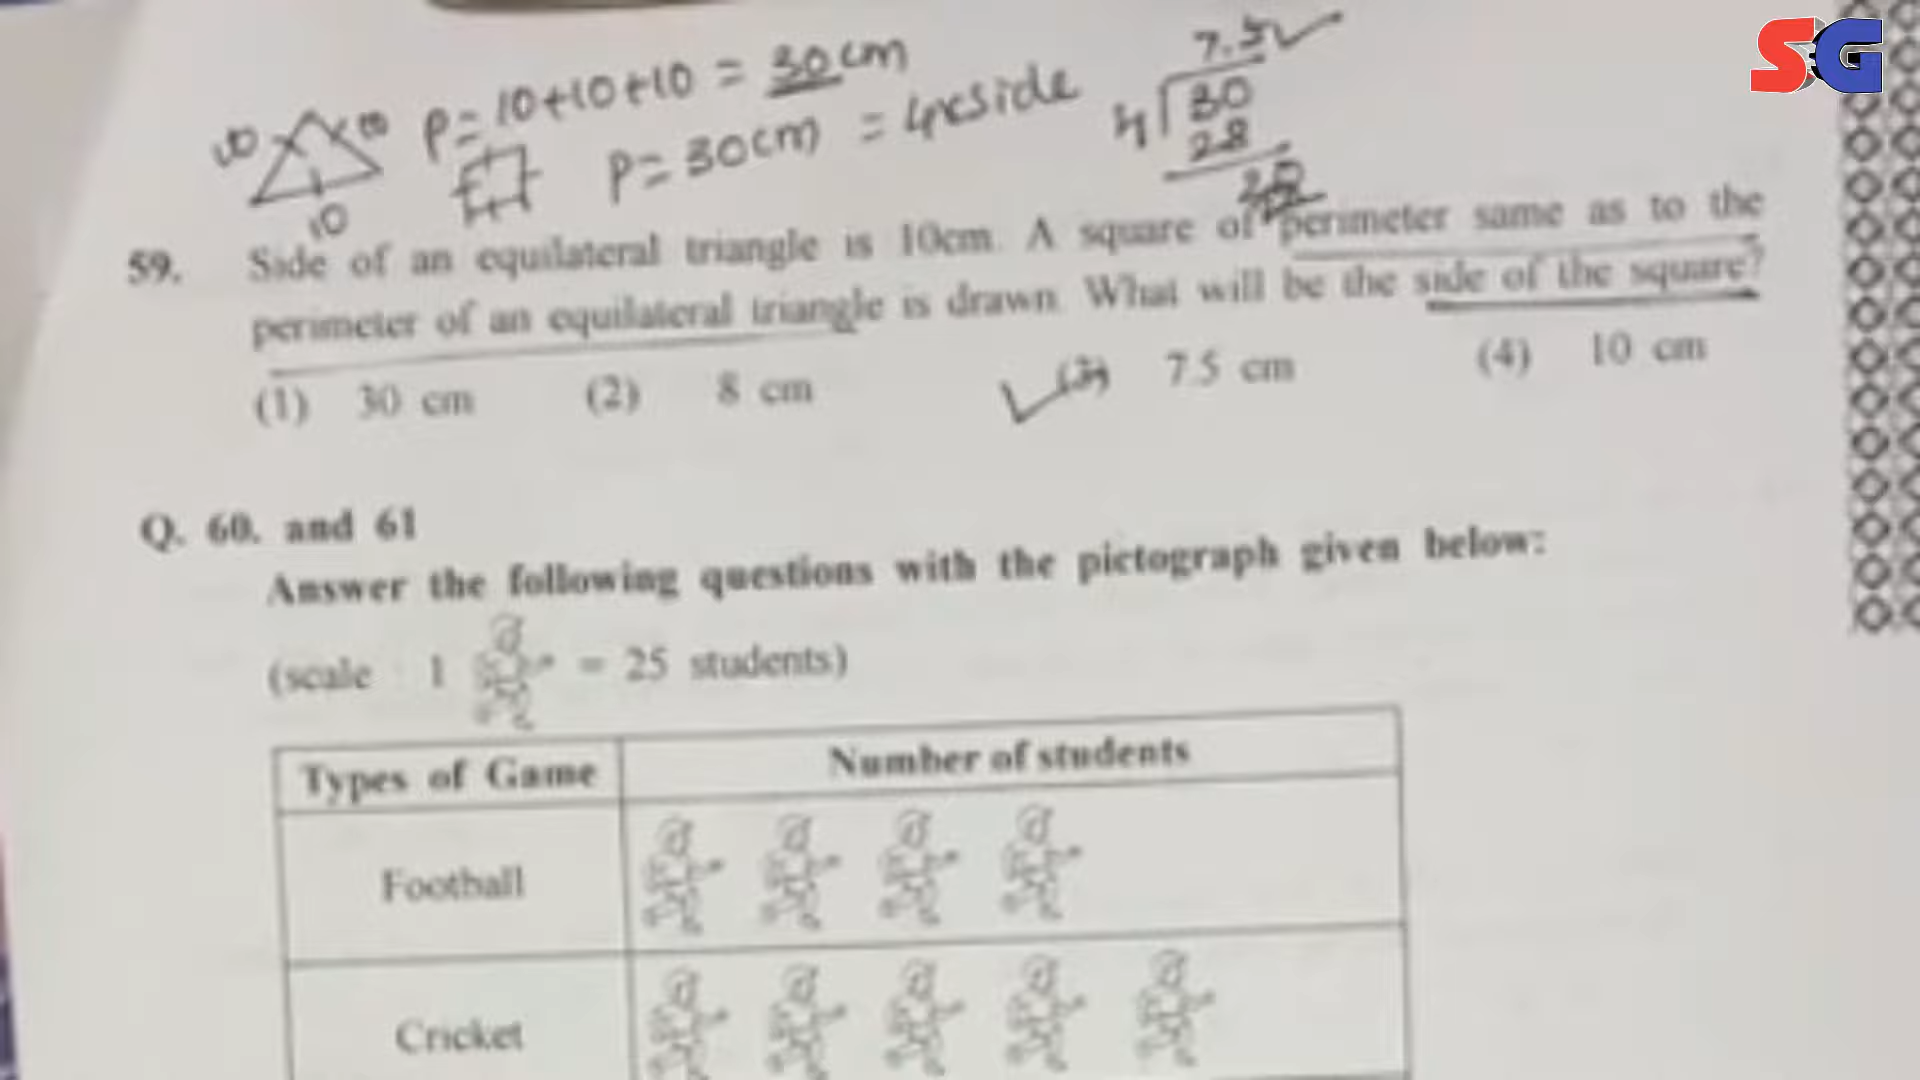 SG
7.5
P=10+10+10 = 30cm
10 10 10
P=30cm = 4×side
4 30
28
20
59. Side of an equilateral triangle is 10cm. A square of perimeter same as to the
perimeter of an equilateral triangle is drawn. What will be the side of the square?
(1) 30 cm (2) 8 cm (3) 7.5 cm (4) 10 cm
Q. 60. and 61
Answer the following questions with the pictograph given below:
(scale 1 = 25 students)
Types of Game Number of students
Football
Cricket